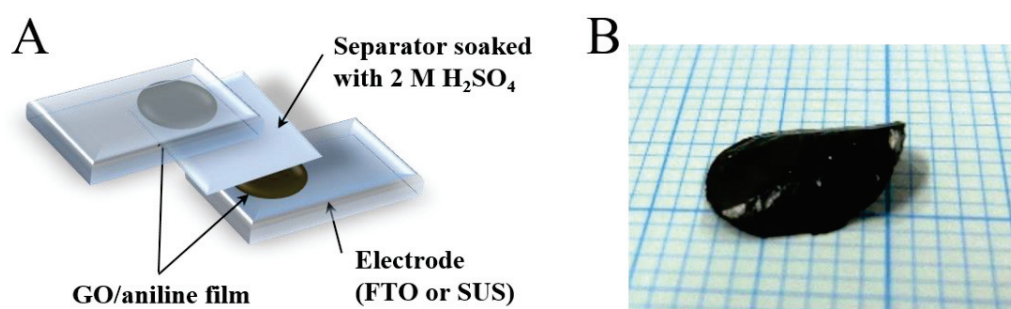 A
Separator soaked
with 2 M H₂SO₄
Electrode
(FTO or SUS)
GO/aniline film
B